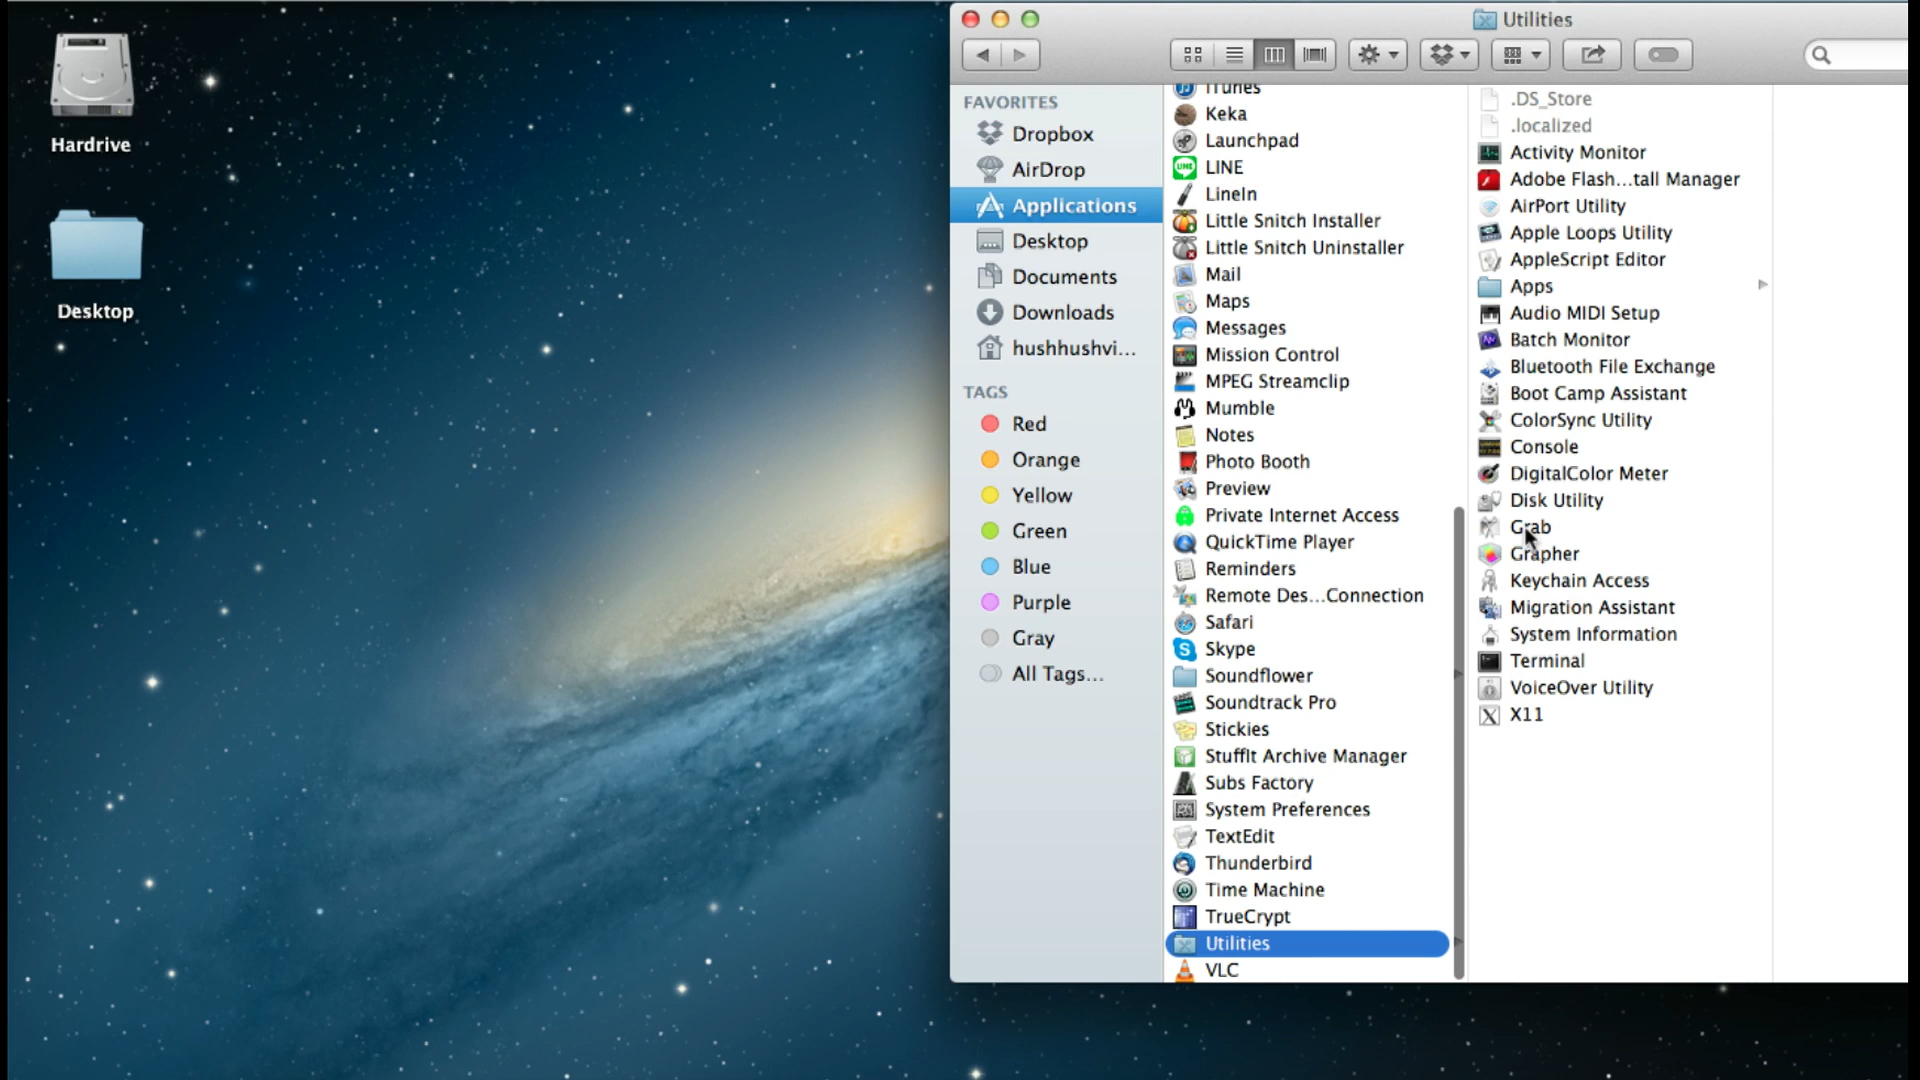 Hardrive
Desktop
Utilities
FAVORITES
Dropbox
AirDrop
Applications
Desktop
Documents
Downloads
hushhushvi...
TAGS
Red
Orange
Yellow
Green
Blue
Purple
Gray
All Tags...
iTunes
Keka
Launchpad
LINE
LineIn
Little Snitch Installer
Little Snitch Uninstaller
Mail
Maps
Messages
Mission Control
MPEG Streamclip
Mumble
Notes
Photo Booth
Preview
Private Internet Access
QuickTime Player
Reminders
Remote Des...Connection
Safari
Skype
Soundflower
Soundtrack Pro
Stickies
StuffIt Archive Manager
Subs Factory
System Preferences
TextEdit
Thunderbird
Time Machine
TrueCrypt
Utilities
VLC
.DS_Store
.localized
Activity Monitor
Adobe Flash...tall Manager
AirPort Utility
Apple Loops Utility
AppleScript Editor
Apps
Audio MIDI Setup
Batch Monitor
Bluetooth File Exchange
Boot Camp Assistant
ColorSync Utility
Console
DigitalColor Meter
Disk Utility
Grab
Grapher
Keychain Access
Migration Assistant
System Information
Terminal
VoiceOver Utility
X11